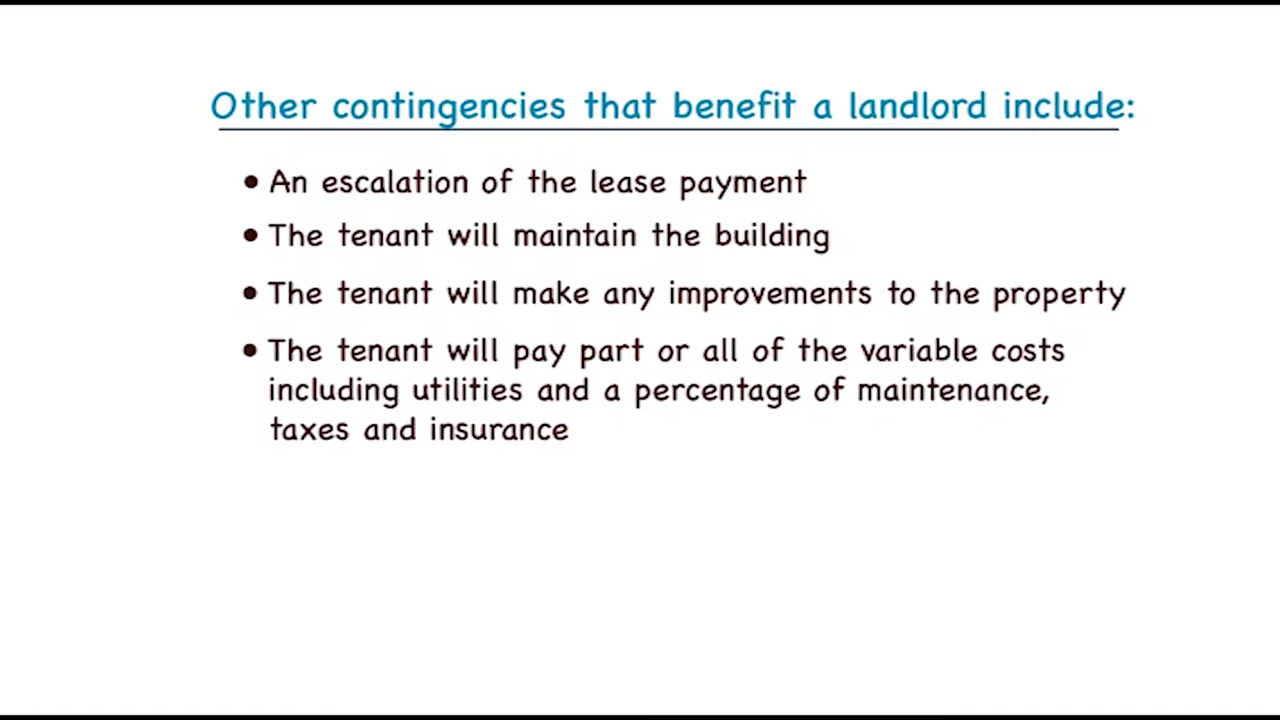 Other contingencies that benefit a landlord include:
• An escalation of the lease payment
• The tenant will maintain the building
• The tenant will make any improvements to the property
• The tenant will pay part or all of the variable costs
including utilities and a percentage of maintenance,
taxes and insurance